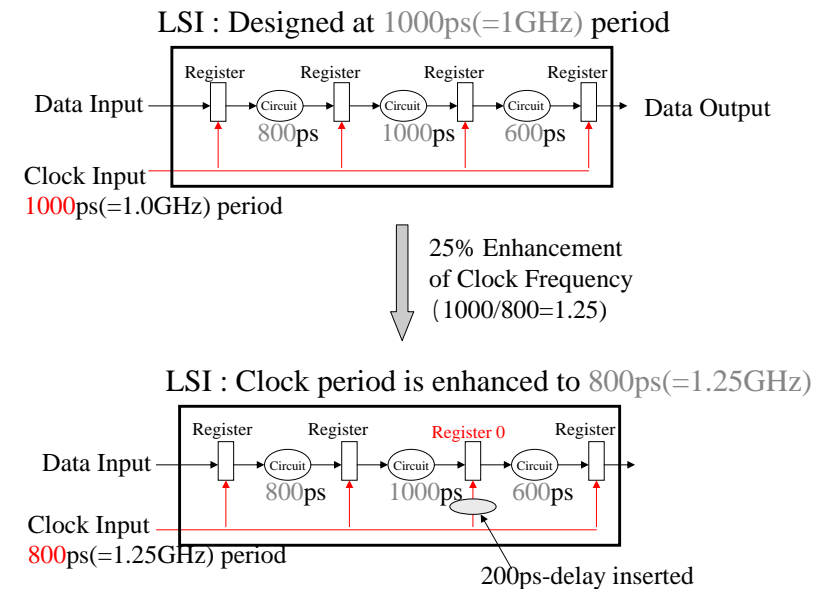 LSI : Designed at 1000ps(=1GHz) period
Register Register Register Register
Data Input Circuit Circuit Circuit Data Output
800ps 1000ps 600ps
Clock Input
1000ps(=1.0GHz) period
25% Enhancement
of Clock Frequency
(1000/800=1.25)
LSI : Clock period is enhanced to 800ps(=1.25GHz)
Register Register Register 0 Register
Data Input Circuit Circuit Circuit
800ps 1000ps 600ps
Clock Input
800ps(=1.25GHz) period
200ps-delay inserted